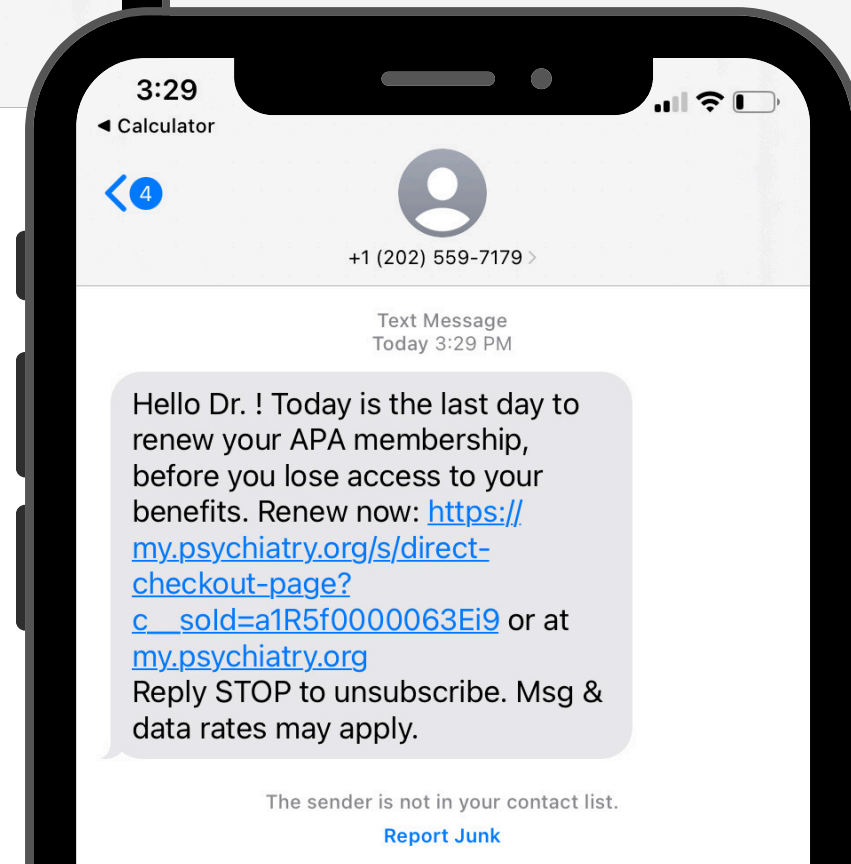 3:29
◀ Calculator
4
+1 (202) 559-7179
Text Message
Today 3:29 PM
Hello Dr. ! Today is the last day to
renew your APA membership,
before you lose access to your
benefits. Renew now: https://
my.psychiatry.org/s/direct-
checkout-page?
c__sold=a1R5f0000063Ei9 or at
my.psychiatry.org
Reply STOP to unsubscribe. Msg &
data rates may apply.
The sender is not in your contact list.
Report Junk